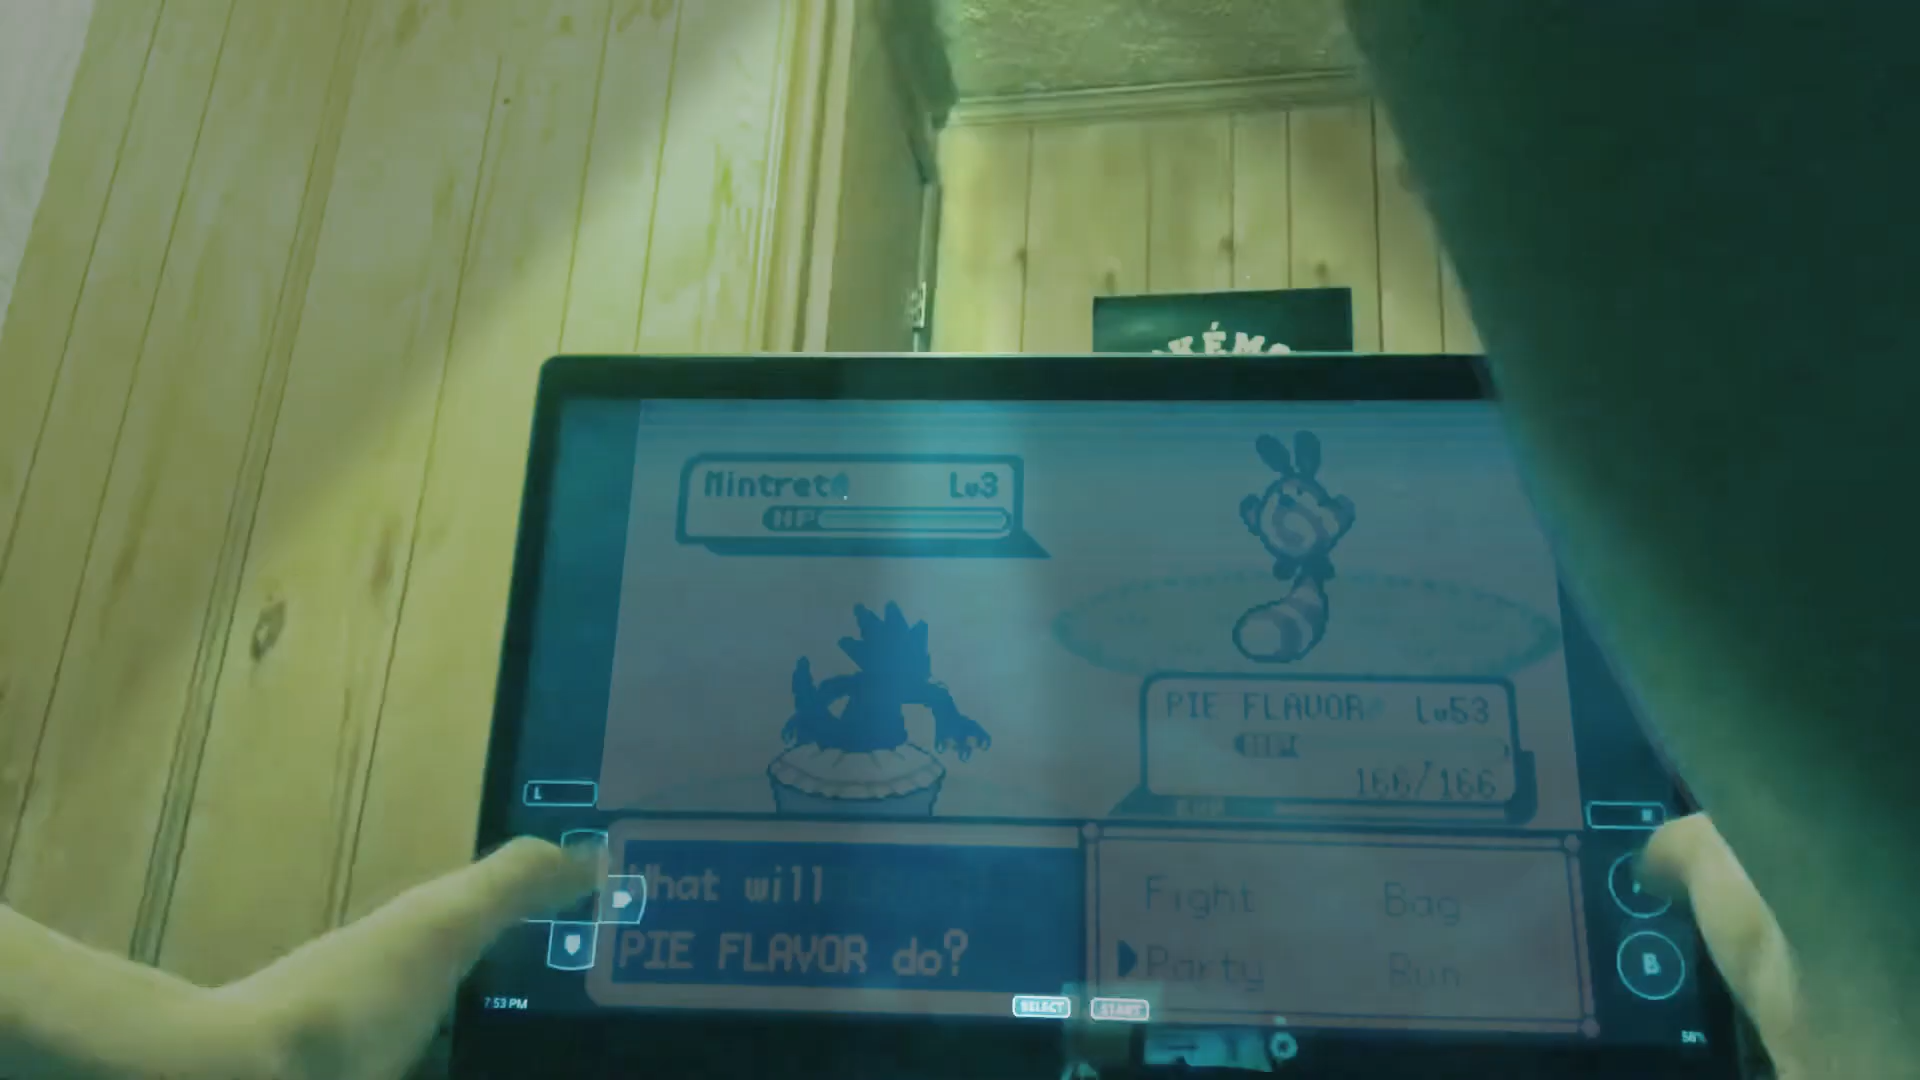 KÉMO
Mintret Lv3
HP
PIE FLAVOR Lv53
HP
166/166
L
What will
PIE FLAVOR do?
Fight Bag
Party Run
B
7:53 PM
SELECT START